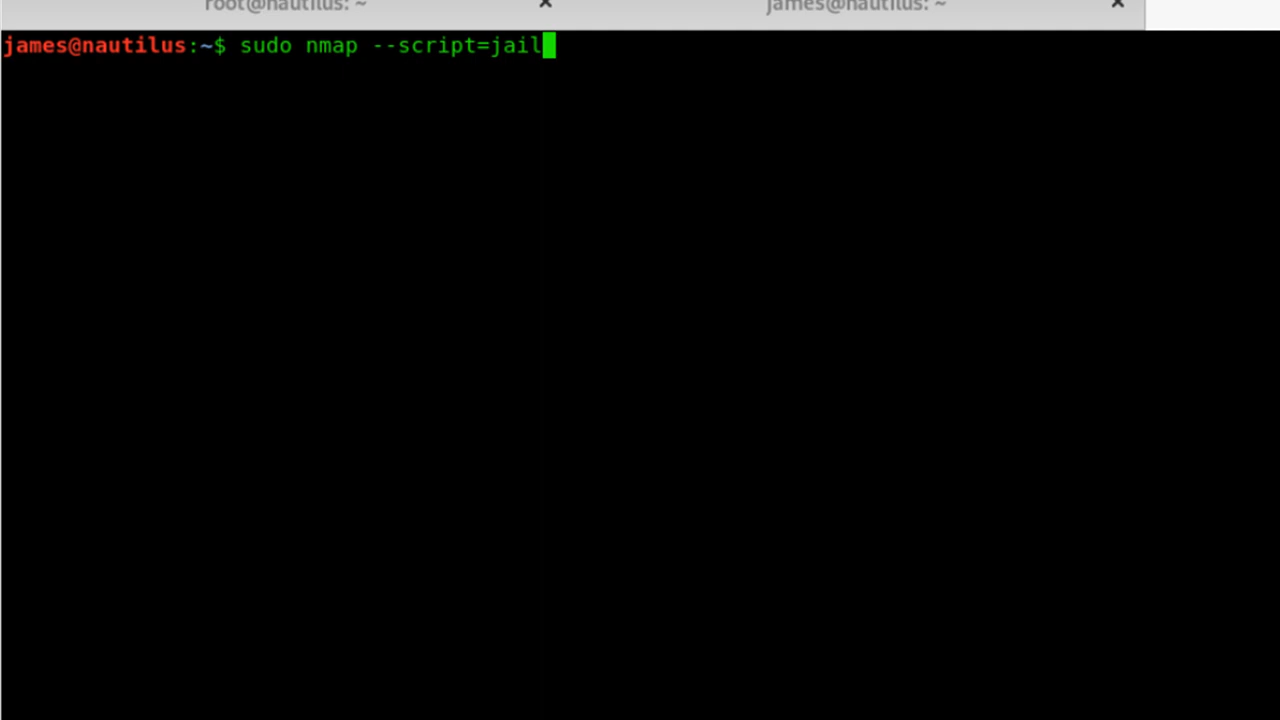 root@nautilus: ~ × james@nautilus: ~ ×
james@nautilus:~$ sudo nmap --script=jail